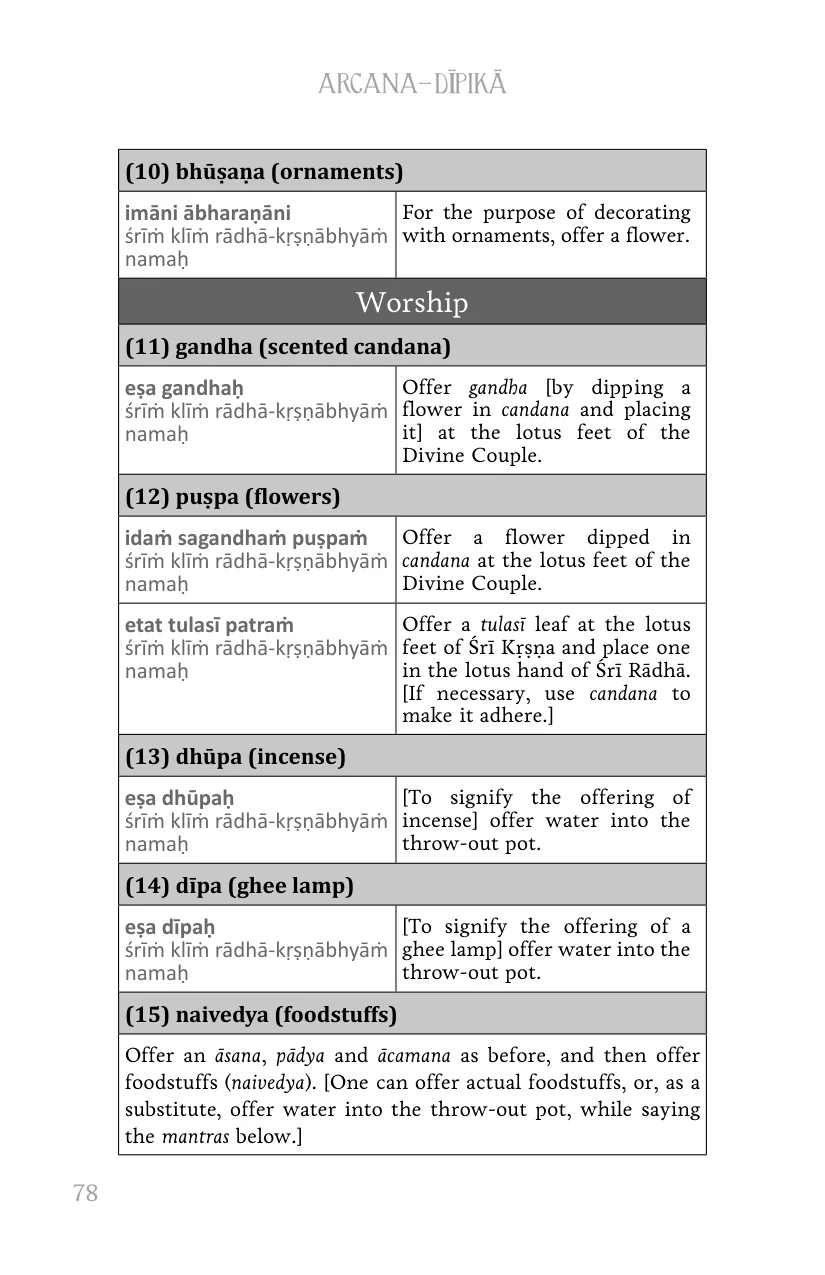 ARCANA–DĪPIKĀ
(10) bhūṣaṇa (ornaments)
imāni ābharaṇāni
śrīṁ klīṁ rādhā-kṛṣṇābhyāṁ
namaḥ
For the purpose of decorating
with ornaments, offer a flower.
Worship
(11) gandha (scented candana)
eṣa gandhaḥ
śrīṁ klīṁ rādhā-kṛṣṇābhyāṁ
namaḥ
Offer gandha [by dipping a
flower in candana and placing
it] at the lotus feet of the
Divine Couple.
(12) puṣpa (flowers)
idaṁ sagandhaṁ puṣpaṁ
śrīṁ klīṁ rādhā-kṛṣṇābhyāṁ
namaḥ
Offer a flower dipped in
candana at the lotus feet of the
Divine Couple.
etat tulasī patraṁ
śrīṁ klīṁ rādhā-kṛṣṇābhyāṁ
namaḥ
Offer a tulasī leaf at the lotus
feet of Śrī Kṛṣṇa and place one
in the lotus hand of Śrī Rādhā.
[If necessary, use candana to
make it adhere.]
(13) dhūpa (incense)
eṣa dhūpaḥ
śrīṁ klīṁ rādhā-kṛṣṇābhyāṁ
namaḥ
[To signify the offering of
incense] offer water into the
throw-out pot.
(14) dīpa (ghee lamp)
eṣa dīpaḥ
śrīṁ klīṁ rādhā-kṛṣṇābhyāṁ
namaḥ
[To signify the offering of a
ghee lamp] offer water into the
throw-out pot.
(15) naivedya (foodstuffs)
Offer an āsana, pādya and ācamana as before, and then offer
foodstuffs (naivedya). [One can offer actual foodstuffs, or, as a
substitute, offer water into the throw-out pot, while saying
the mantras below.]
78